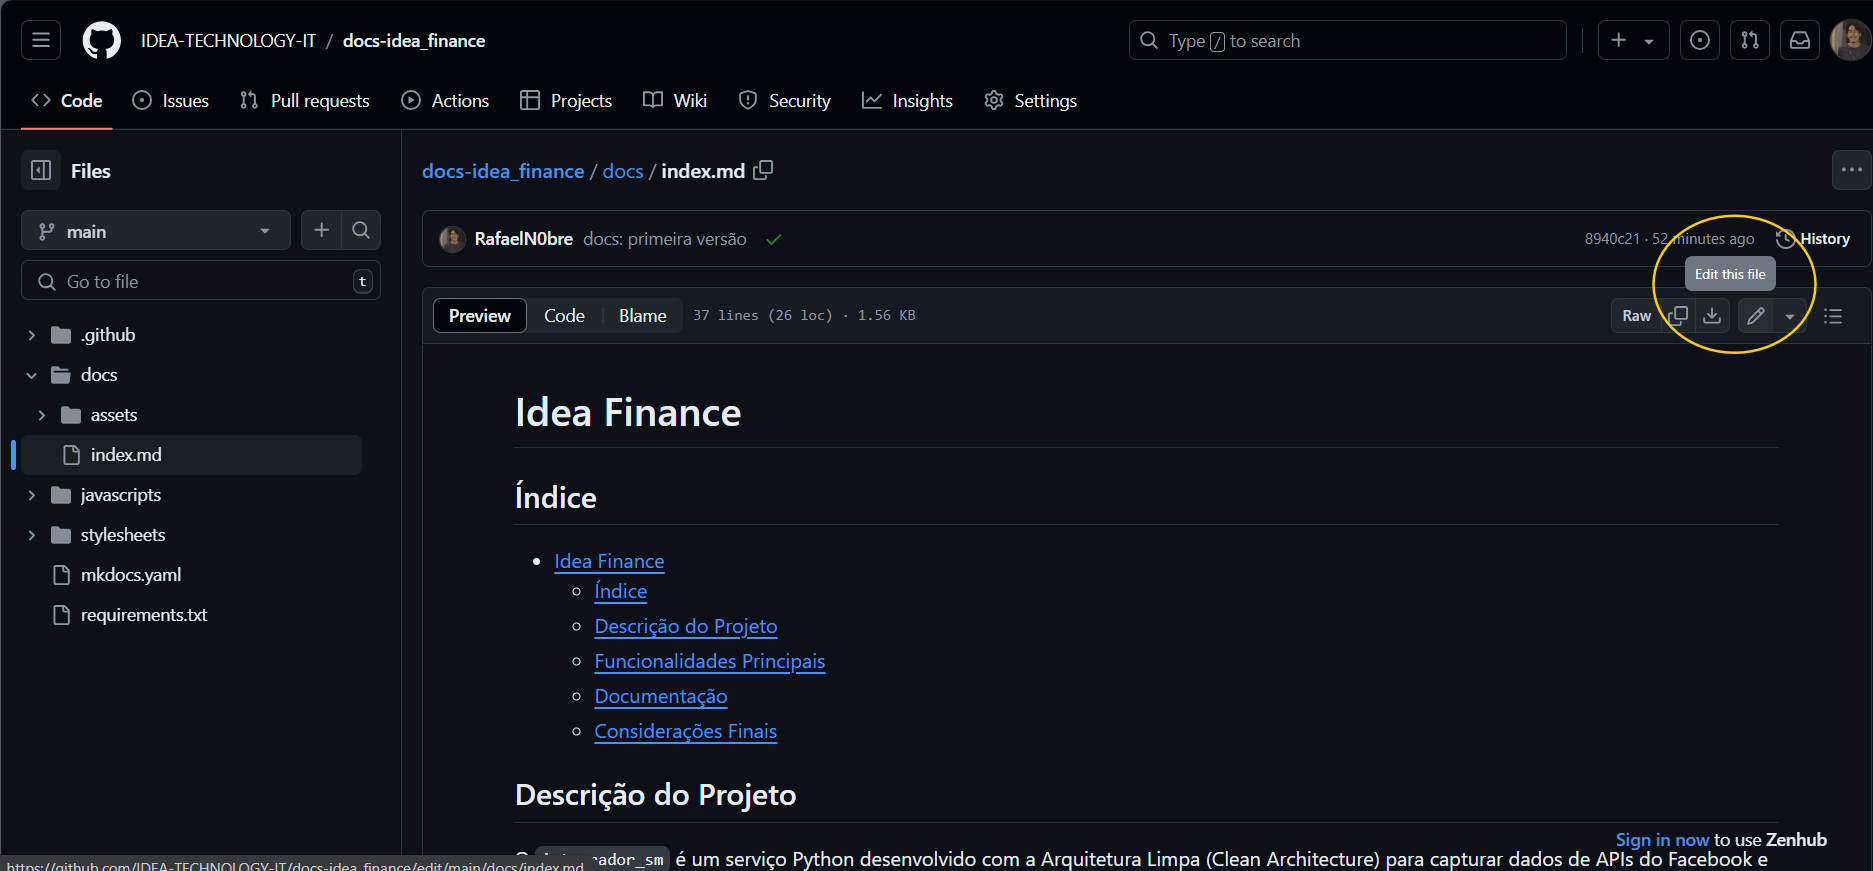 IDEA-TECHNOLOGY-IT / docs-idea_finance
Type / to search
Code Issues Pull requests Actions Projects Wiki Security Insights Settings
Files
main
Go to file t
.github
docs
assets
index.md
javascripts
stylesheets
mkdocs.yaml
requirements.txt
docs-idea_finance / docs / index.md
RafaelN0bre docs: primeira versão
8940c21 · 52 minutes ago
History
Edit this file
Preview Code Blame
37 lines (26 loc) · 1.56 KB
Raw
Idea Finance
Índice
Idea Finance
Índice
Descrição do Projeto
Funcionalidades Principais
Documentação
Considerações Finais
Descrição do Projeto
é um serviço Python desenvolvido com a Arquitetura Limpa (Clean Architecture) para capturar dados de APIs do Facebook e
Sign in now to use Zenhub
https://github.com/IDEA-TECHNOLOGY-IT/docs-idea_finance/edit/main/docs/index.md